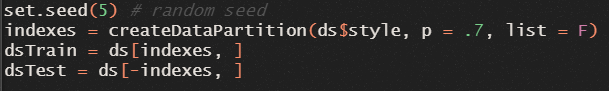 set.seed(5) # random seed
indexes = createDataPartition(ds$style, p = .7, list = F)
dsTrain = ds[indexes, ]
dsTest = ds[-indexes, ]